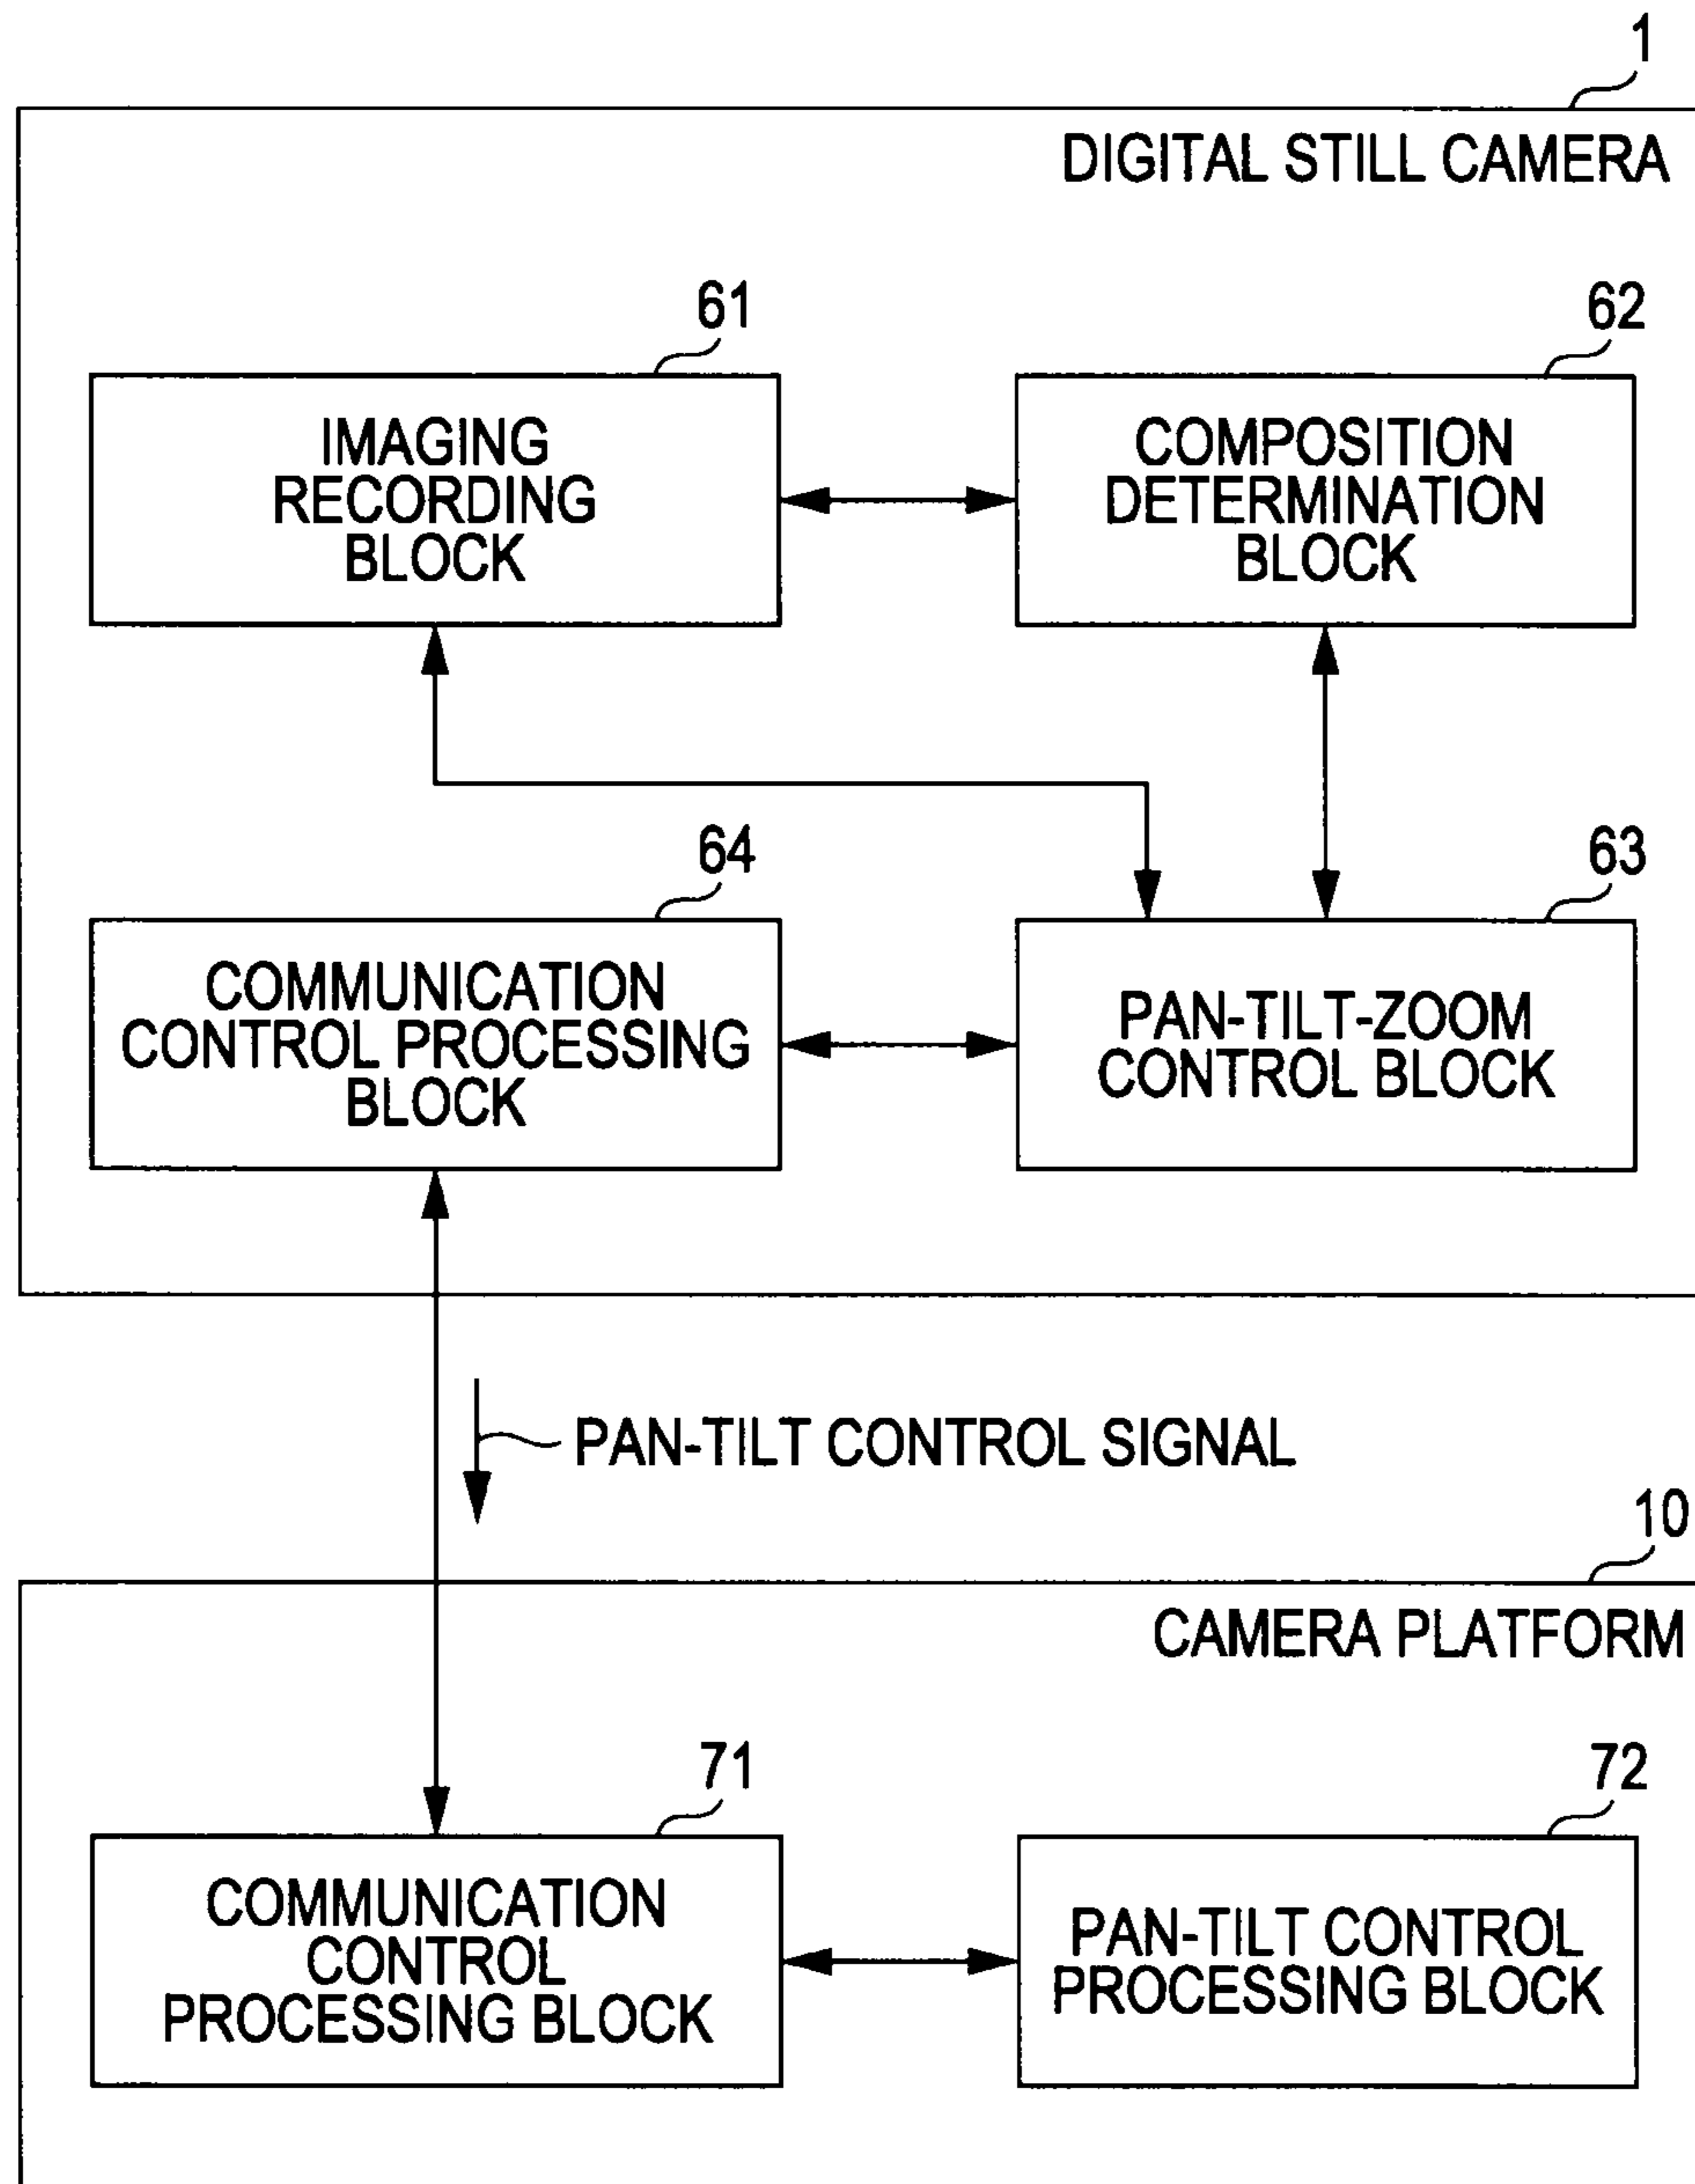 1
DIGITAL STILL CAMERA
61
62
IMAGING
RECORDING
BLOCK
COMPOSITION
DETERMINATION
BLOCK
64
63
COMMUNICATION
CONTROL PROCESSING
BLOCK
PAN-TILT-ZOOM
CONTROL BLOCK
PAN-TILT CONTROL SIGNAL
10
CAMERA PLATFORM
71
72
COMMUNICATION
CONTROL
PROCESSING BLOCK
PAN-TILT CONTROL
PROCESSING BLOCK